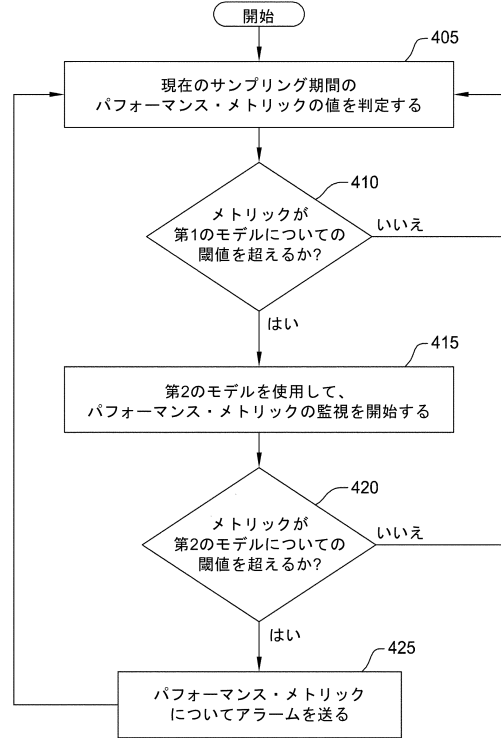 開始
405
現在のサンプリング期間の
パフォーマンス・メトリックの値を判定する
410
メトリックが
第1のモデルについての
閾値を超えるか?
いいえ
はい
415
第2のモデルを使用して、
パフォーマンス・メトリックの監視を開始する
420
メトリックが
第2のモデルについての
閾値を超えるか?
いいえ
はい
425
パフォーマンス・メトリック
についてアラームを送る